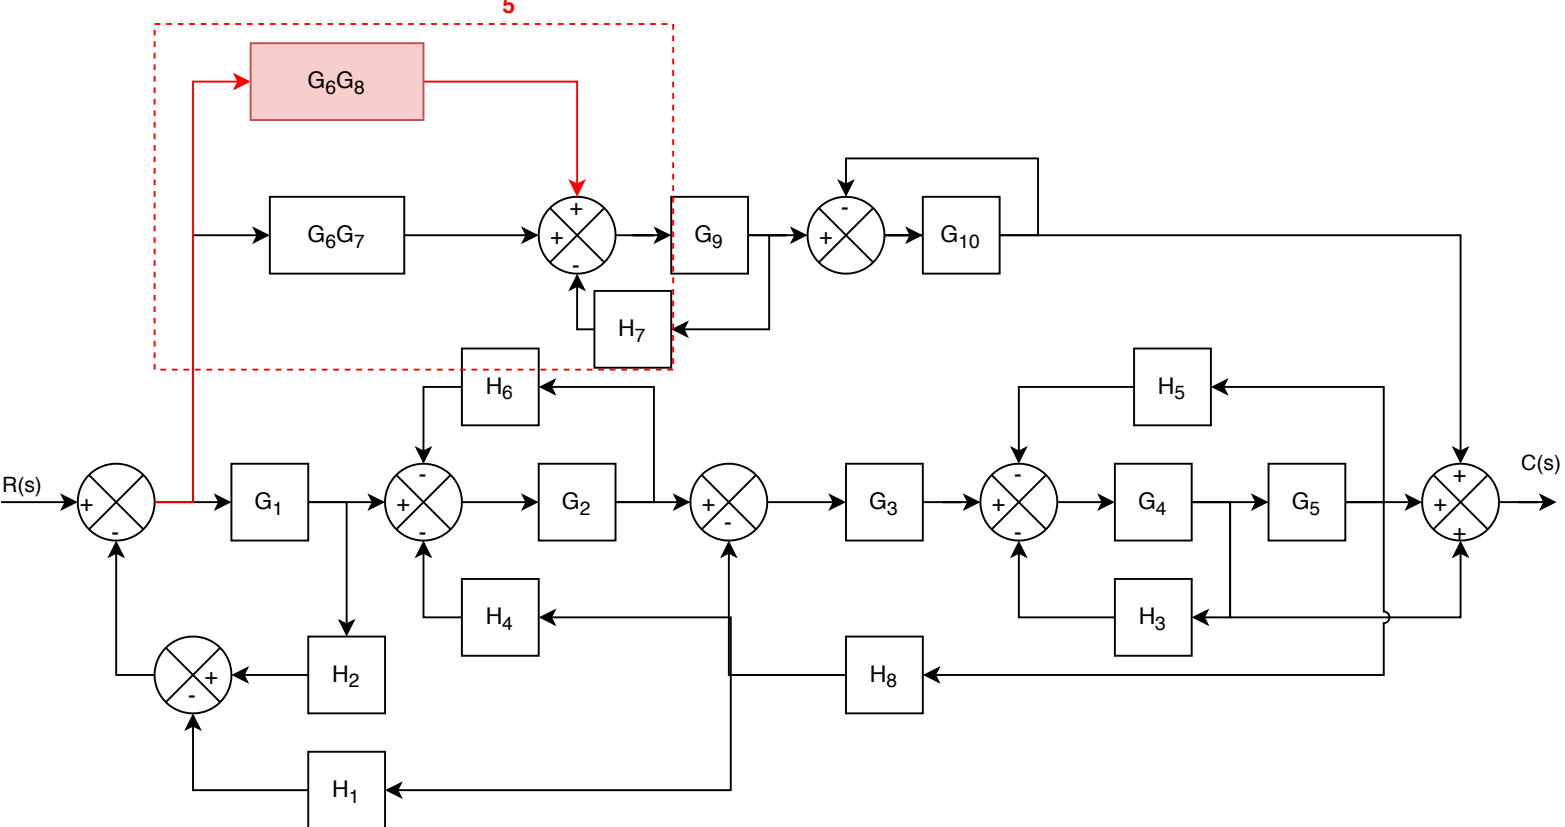 5
G6G8
G6G7
+
+
-
G9
-
+
G10
H7
H6
H5
R(s)
+
-
G1
-
+
-
G2
+
-
G3
-
+
-
G4
G5
+
+
+
C(s)
H4
H3
+
-
H2
H8
H1